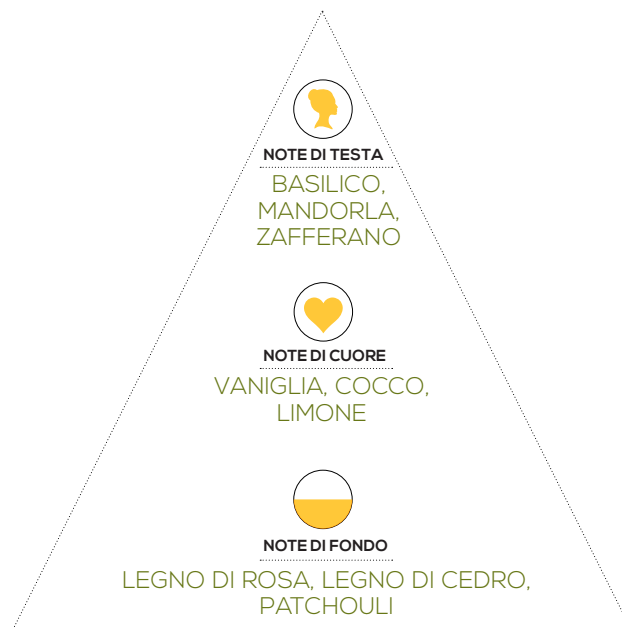 NOTE DI TESTA
BASILICO,
MANDORLA,
ZAFFERANO
NOTE DI CUORE
VANIGLIA, COCCO,
LIMONE
NOTE DI FONDO
LEGNO DI ROSA, LEGNO DI CEDRO,
PATCHOULI